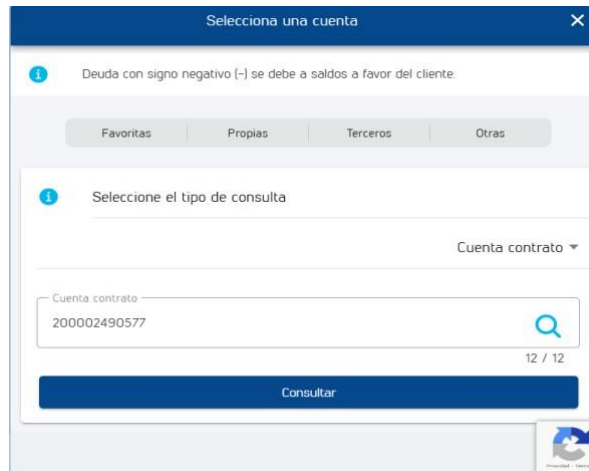 Selecciona una cuenta
Deuda con signo negativo (-) se debe a saldos a favor del cliente.
Favoritas Propias Terceros Otras
Seleccione el tipo de consulta
Cuenta contrato
Cuenta contrato
200002490577
12 / 12
Consultar